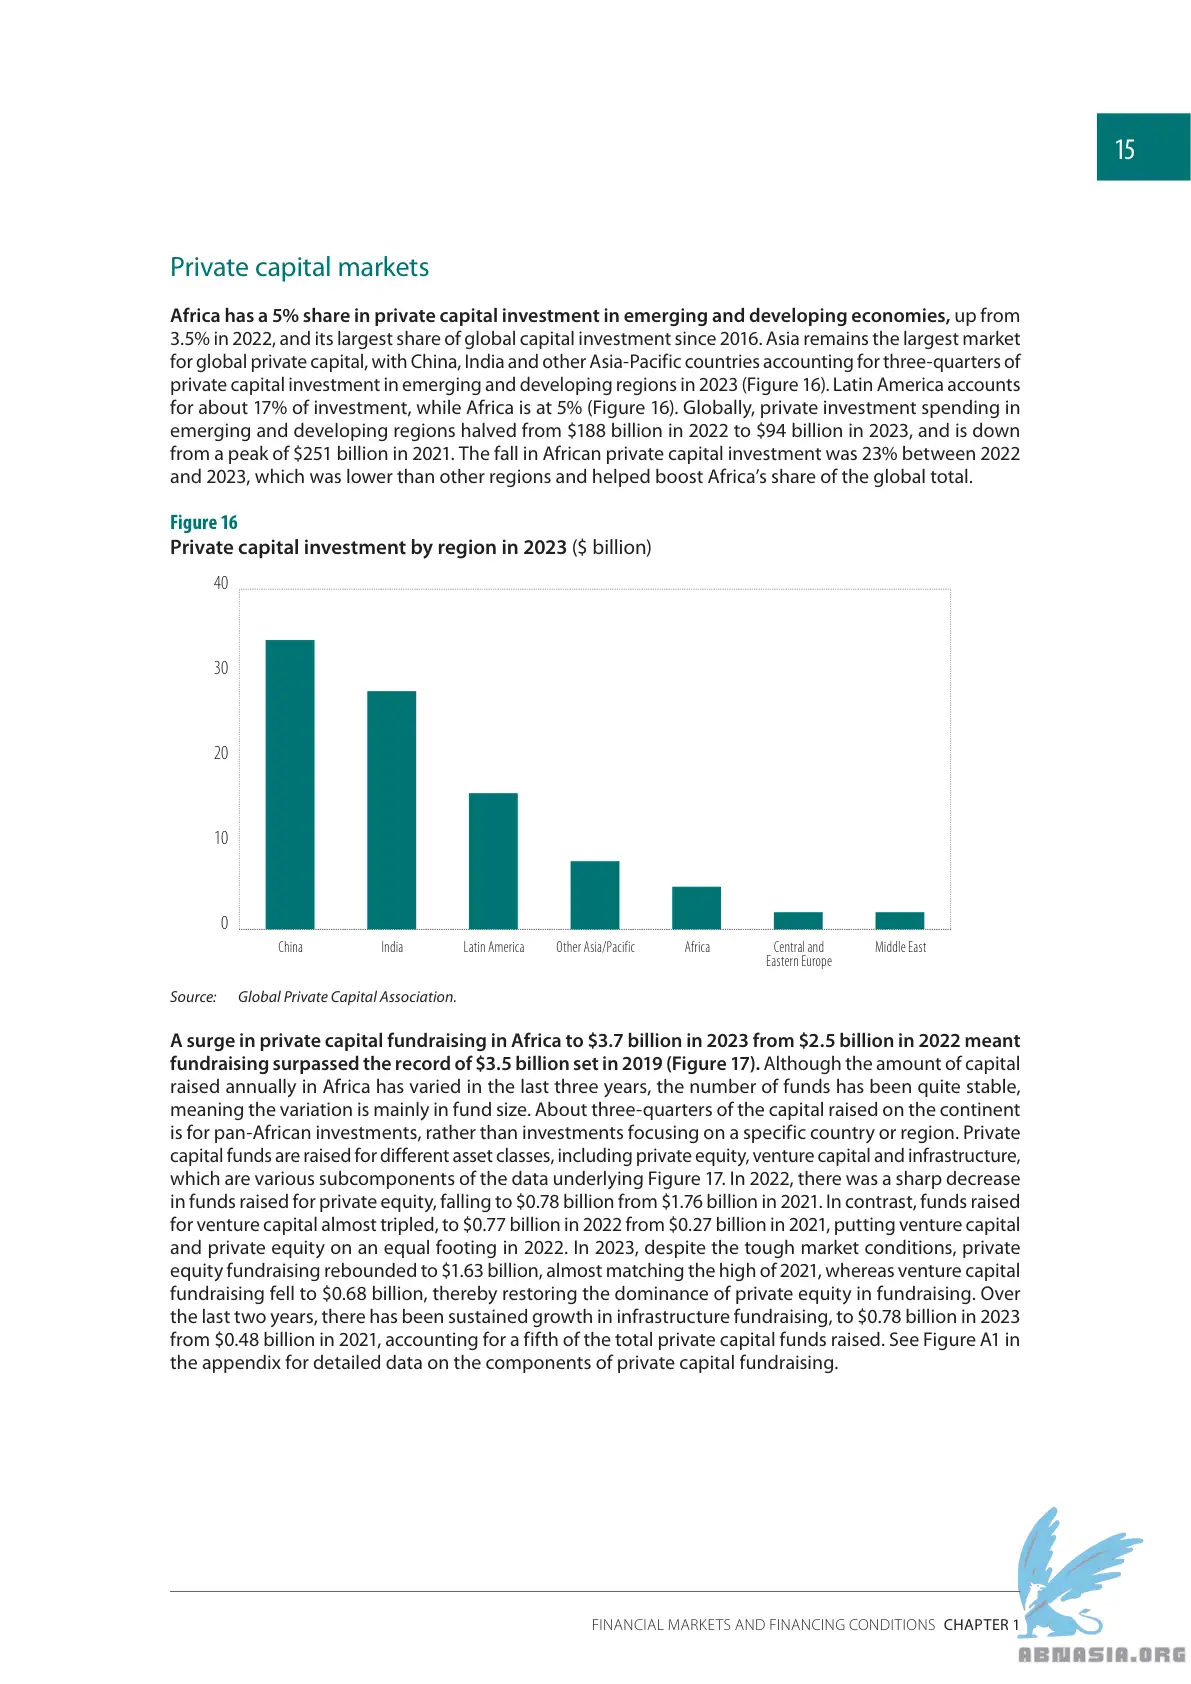 15
Private capital markets
Africa has a 5% share in private capital investment in emerging and developing economies, up from
3.5% in 2022, and its largest share of global capital investment since 2016. Asia remains the largest market
for global private capital, with China, India and other Asia-Pacific countries accounting for three-quarters of
private capital investment in emerging and developing regions in 2023 (Figure 16). Latin America accounts
for about 17% of investment, while Africa is at 5% (Figure 16). Globally, private investment spending in
emerging and developing regions halved from $188 billion in 2022 to $94 billion in 2023, and is down
from a peak of $251 billion in 2021. The fall in African private capital investment was 23% between 2022
and 2023, which was lower than other regions and helped boost Africa’s share of the global total.
Figure 16
Private capital investment by region in 2023 ($ billion)
40
30
20
10
0
China India Latin America Other Asia/Pacific Africa Central and Middle East
Eastern Europe
Source: Global Private Capital Association.
A surge in private capital fundraising in Africa to $3.7 billion in 2023 from $2.5 billion in 2022 meant
fundraising surpassed the record of $3.5 billion set in 2019 (Figure 17). Although the amount of capital
raised annually in Africa has varied in the last three years, the number of funds has been quite stable,
meaning the variation is mainly in fund size. About three-quarters of the capital raised on the continent
is for pan-African investments, rather than investments focusing on a specific country or region. Private
capital funds are raised for different asset classes, including private equity, venture capital and infrastructure,
which are various subcomponents of the data underlying Figure 17. In 2022, there was a sharp decrease
in funds raised for private equity, falling to $0.78 billion from $1.76 billion in 2021. In contrast, funds raised
for venture capital almost tripled, to $0.77 billion in 2022 from $0.27 billion in 2021, putting venture capital
and private equity on an equal footing in 2022. In 2023, despite the tough market conditions, private
equity fundraising rebounded to $1.63 billion, almost matching the high of 2021, whereas venture capital
fundraising fell to $0.68 billion, thereby restoring the dominance of private equity in fundraising. Over
the last two years, there has been sustained growth in infrastructure fundraising, to $0.78 billion in 2023
from $0.48 billion in 2021, accounting for a fifth of the total private capital funds raised. See Figure A1 in
the appendix for detailed data on the components of private capital fundraising.
FINANCIAL MARKETS AND FINANCING CONDITIONS CHAPTER 1
ABNASIA.ORG